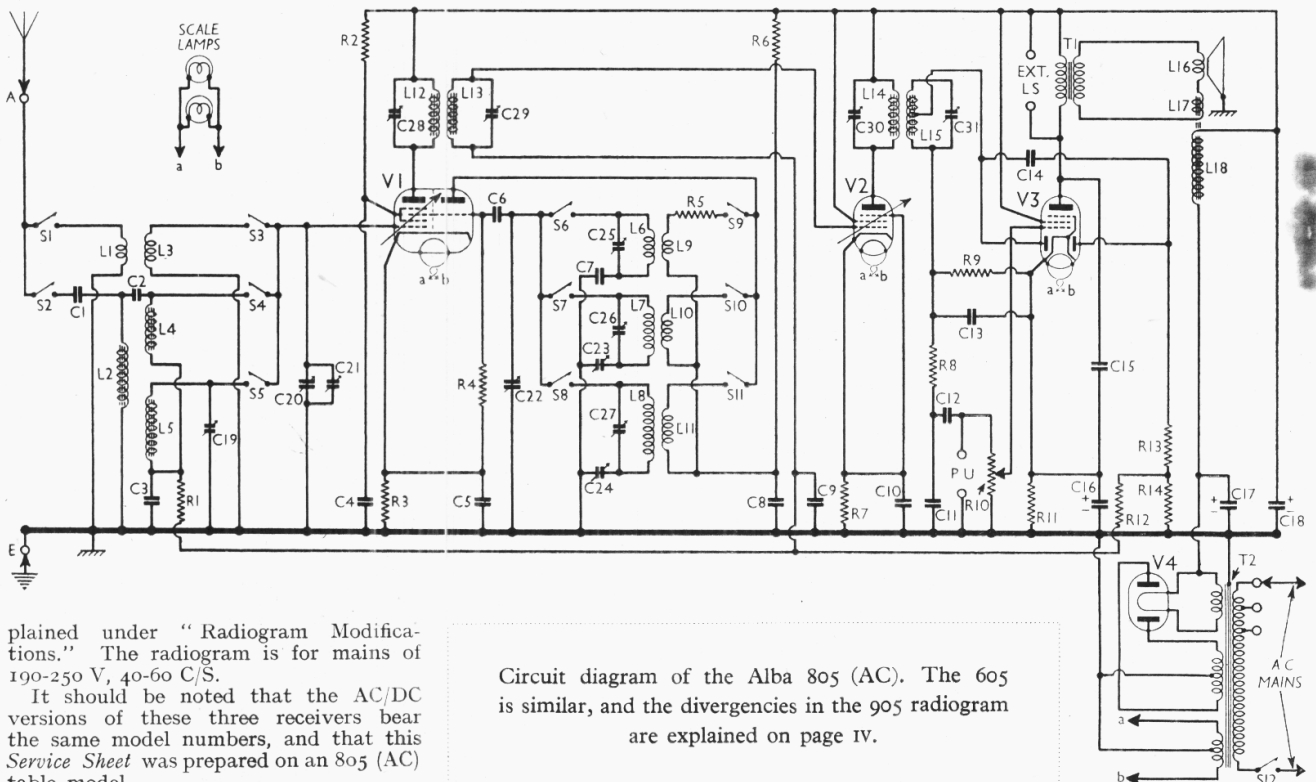 SCALE
LAMPS
a
b
A
S1
S2
C1
L1
L3
C2
L4
L2
L5
C3
R1
C19
S3
S4
S5
C20
C21
E
R2
L12
L13
C28
C29
V1
a
b
C6
R4
C4
R3
C5
C22
S6
S7
S8
C25
C7
C26
C23
C27
C24
L6
L7
L8
L9
L10
L11
R5
S9
S10
S11
R6
C8
C9
L14
C30
L15
C31
V2
a
b
R7
C10
R9
C13
R8
C12
PU
R10
C11
R11
C14
V3
a
b
C15
C16
+
–
EXT.
LS
T1
L16
L17
L18
R13
R14
R12
C17
+
–
C18
+
–
V4
T2
a
b
A C
MAINS
S12
plained under “Radiogram Modifica-
tions.” The radiogram is for mains of
190-250 V, 40-60 C/S.
It should be noted that the AC/DC
versions of these three receivers bear
the same model numbers, and that this
Service Sheet was prepared on an 805 (AC)
table model
Circuit diagram of the Alba 805 (AC). The 605
is similar, and the divergencies in the 905 radiogram
are explained on page IV.